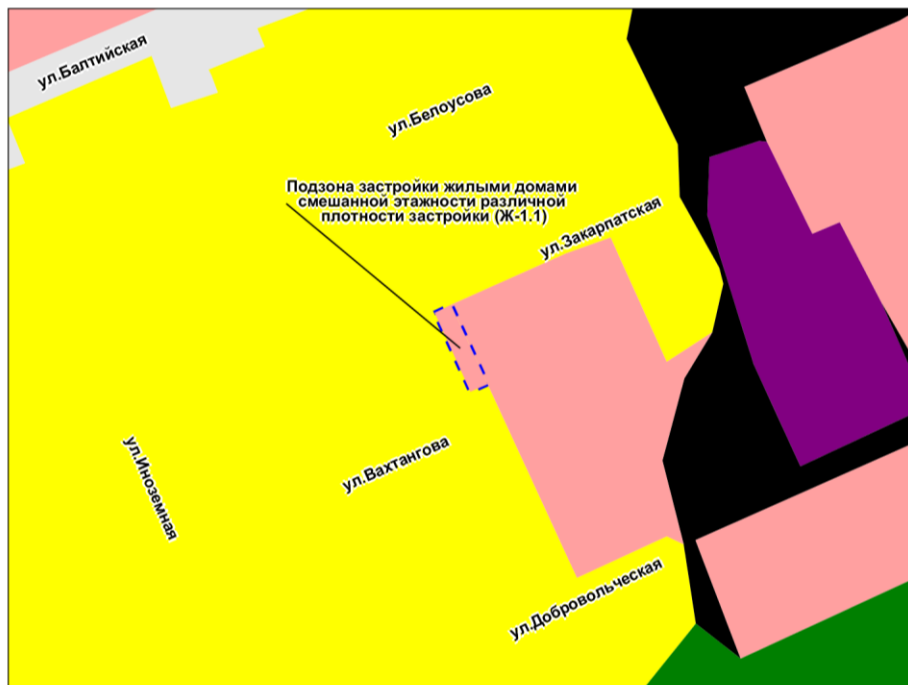 ул.Балтийская
ул.Белоусова
Подзона застройки жилыми домами
смешанной этажности различной
плотности застройки (Ж-1.1)
ул.Закарпатская
ул.Иноземная
ул.Вахтангова
ул.Добровольческая